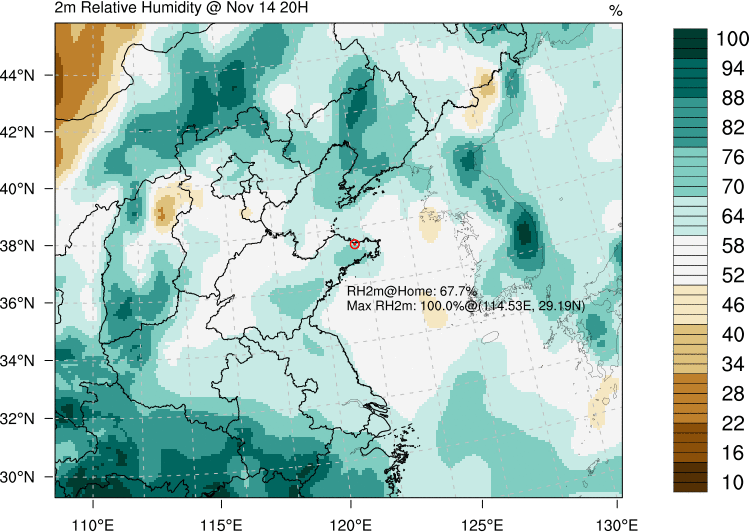 2m Relative Humidity @ Nov 14 20H
%
44°N
42°N
40°N
38°N
36°N
34°N
32°N
30°N
110°E
115°E
120°E
125°E
130°E
RH2m@Home: 67.7%
Max RH2m: 100.0%@(114.53E, 29.19N)
100
94
88
82
76
70
64
58
52
46
40
34
28
22
16
10